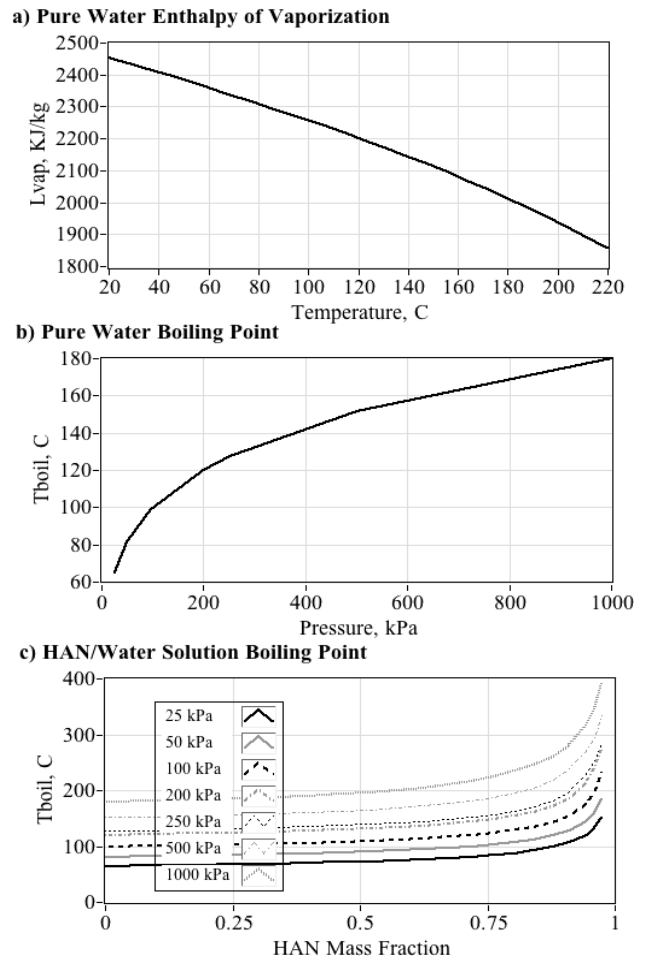 a) Pure Water Enthalpy of Vaporization
2500
2400
2300
2200
2100
2000
1900
1800
Lvap, KJ/kg
20 40 60 80 100 120 140 160 180 200 220
Temperature, C
b) Pure Water Boiling Point
180
160
140
120
100
80
60
Tboil, C
0 200 400 600 800 1000
Pressure, kPa
c) HAN/Water Solution Boiling Point
400
300
200
100
0
Tboil, C
25 kPa
50 kPa
100 kPa
200 kPa
250 kPa
500 kPa
1000 kPa
0 0.25 0.5 0.75 1
HAN Mass Fraction